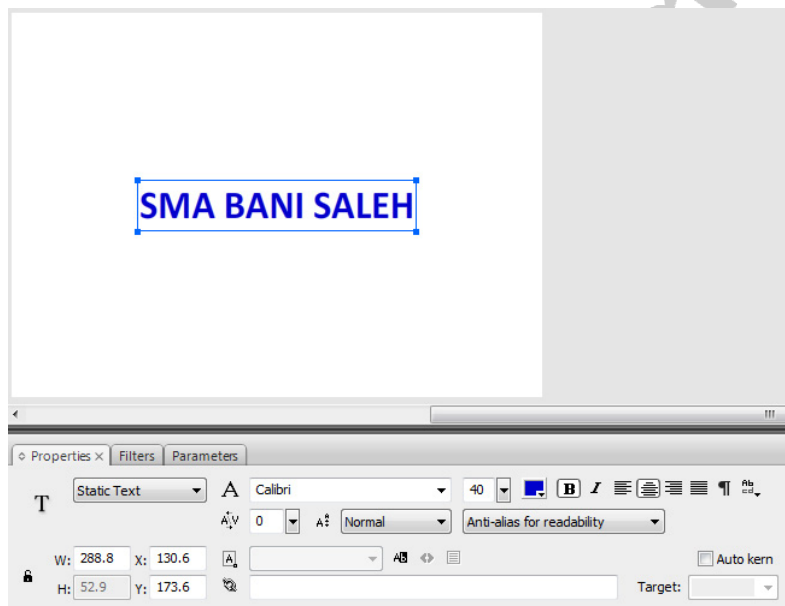 SMA BANI SALEH
Properties × Filters Parameters
T Static Text A Calibri 40 B I
A V 0 Normal Anti-alias for readability
W: 288.8 X: 130.6 Auto kern
H: 52.9 Y: 173.6 Target: